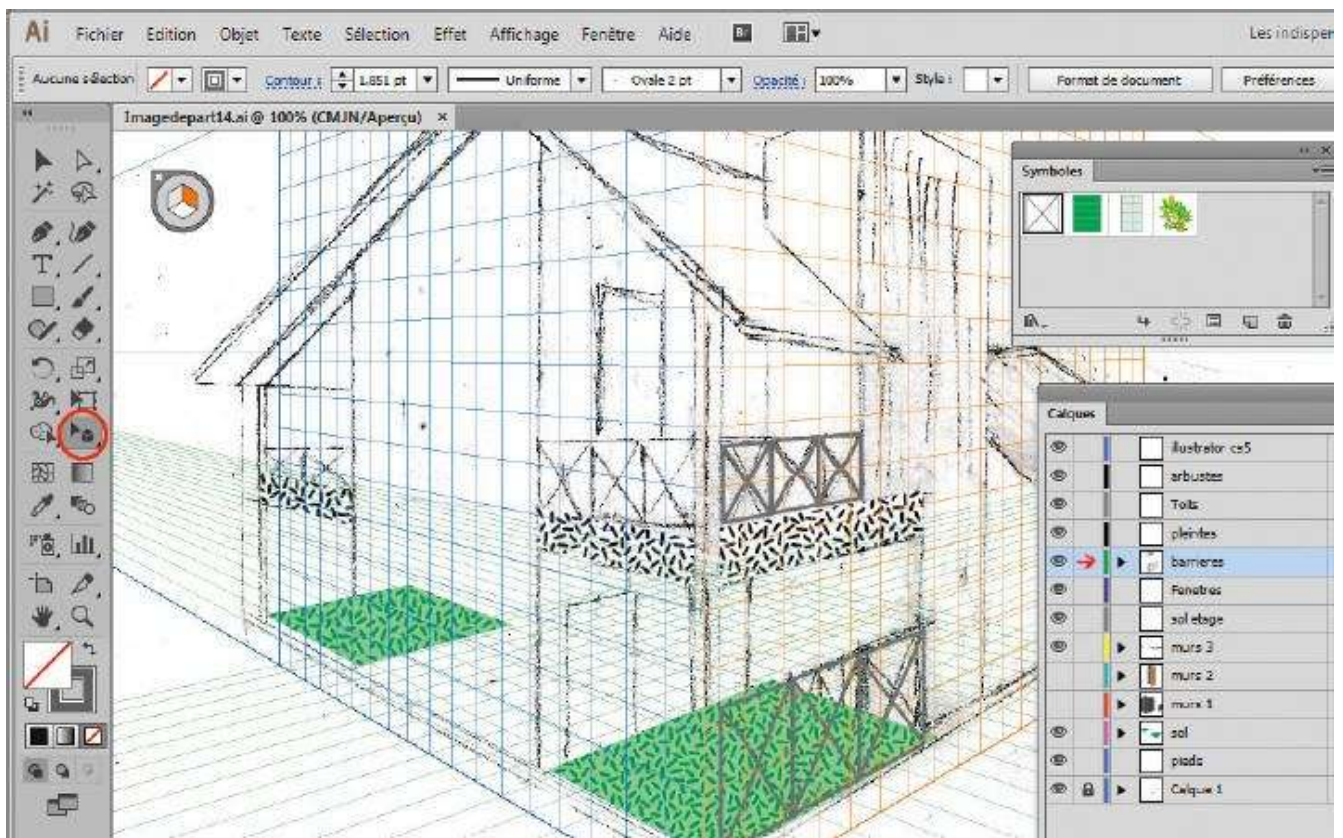 Ai Fichier Edition Objet Texte Sélection Effet Affichage Fenêtre Aide Br Les indispen
Aucune sélection Contour : 1.651 pt Uniforme Ovale 2 pt Opacité : 100% Style : Format de document Préférences
Imagedepart14.ai @ 100% (CMJN/Aperçu) ×
Symboles
Calques
illustrator cs5
arbustes
Toits
pleintes
barrieres
Fenetres
sol etage
murs 3
murs 2
murs 1
sol
pieds
Calque 1